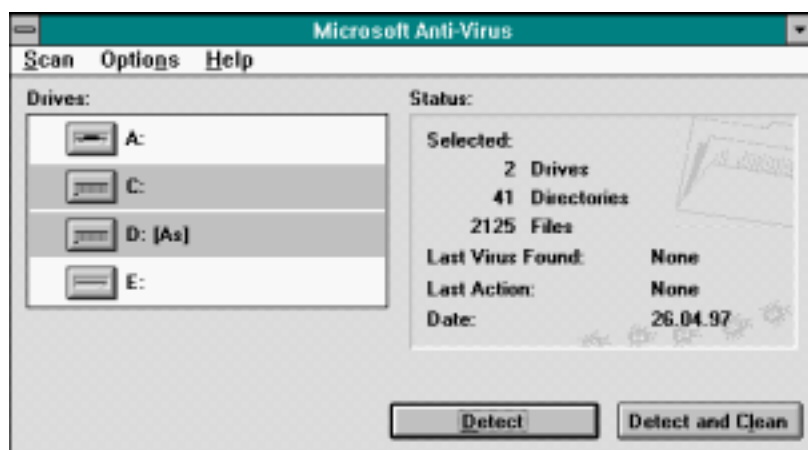 Microsoft Anti-Virus
Scan Options Help
Drives:
A:
C:
D: [As]
E:
Status:
Selected:
2 Drives
41 Directories
2125 Files
Last Virus Found: None
Last Action: None
Date: 26.04.97
Detect
Detect and Clean